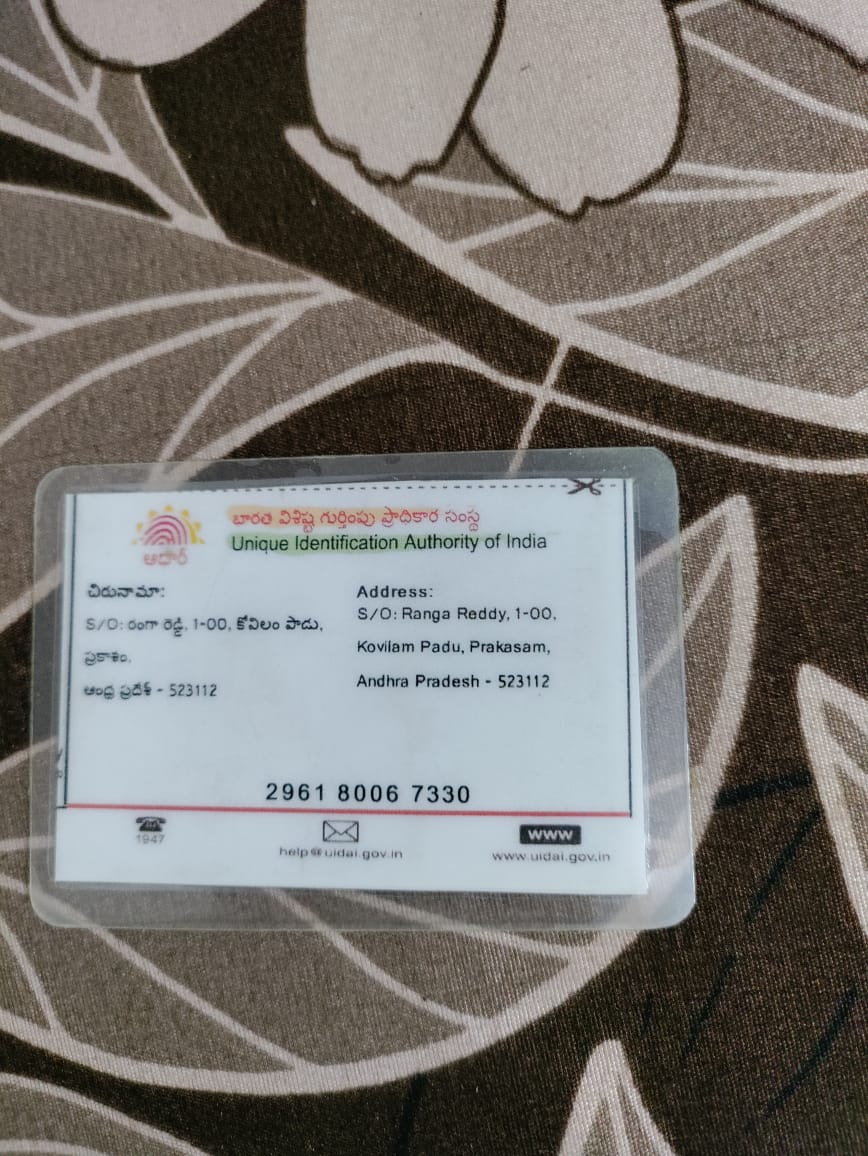 ఆధార్
భారత విశిష్ట గుర్తింపు ప్రాధికార సంస్థ
Unique Identification Authority of India
చిరునామా:
S/O: రంగా రెడ్డి, 1-00, కోవిలం పాడు,
ప్రకాశం,
ఆంధ్ర ప్రదేశ్ - 523112
Address:
S/O: Ranga Reddy, 1-00,
Kovilam Padu, Prakasam,
Andhra Pradesh - 523112
2961 8006 7330
1947
help@uidai.gov.in
www
www.uidai.gov.in